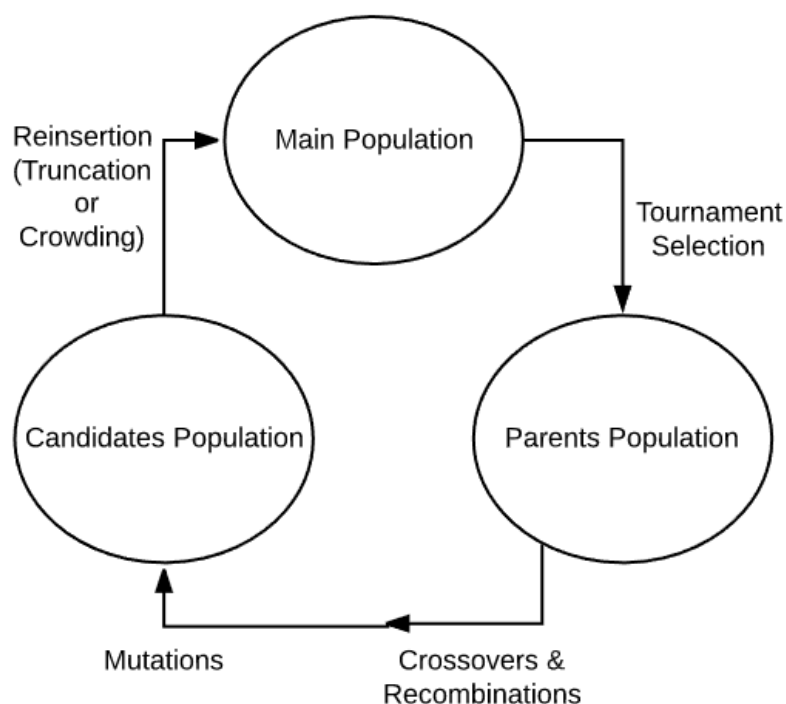 Main Population
Reinsertion
(Truncation
or
Crowding)
Tournament
Selection
Candidates Population
Parents Population
Mutations
Crossovers &
Recombinations